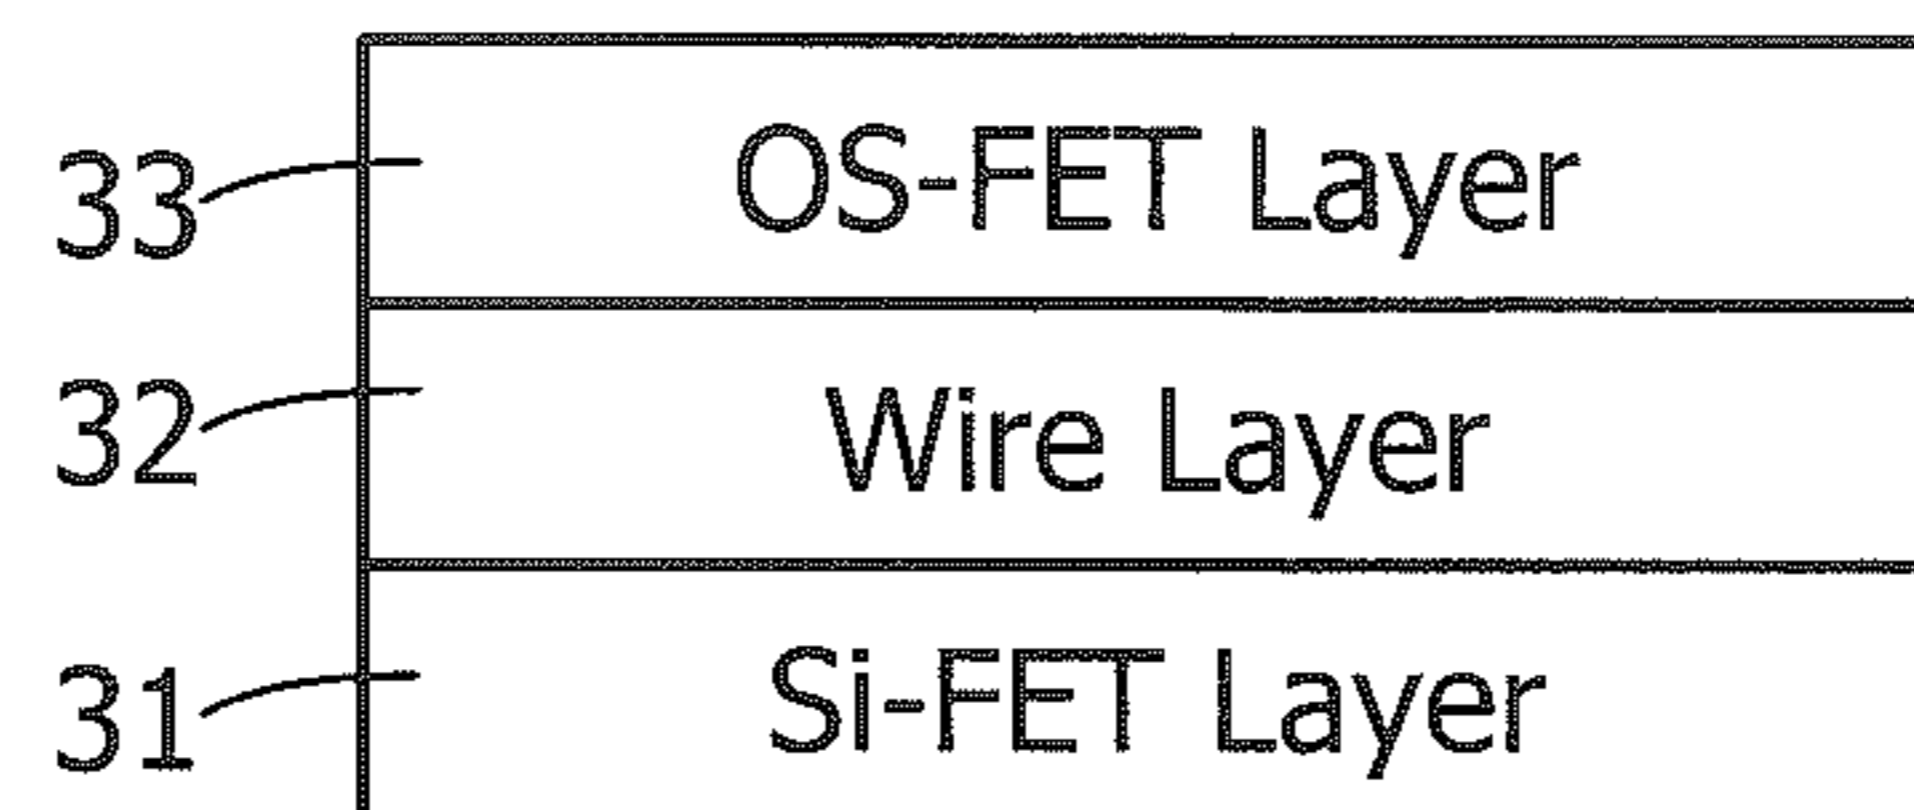 33 OS-FET Layer
32 Wire Layer
31 Si-FET Layer